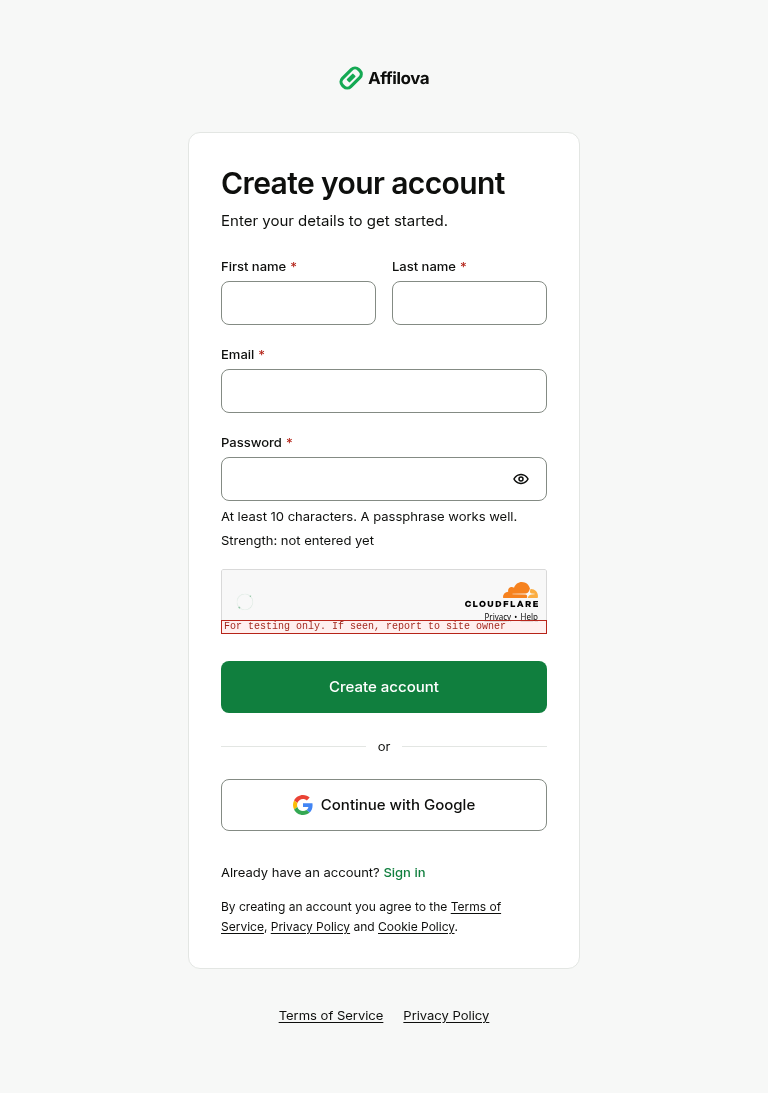 Affilova
Create your account
Enter your details to get started.
First name *
Last name *
Email *
Password *
At least 10 characters. A passphrase works well.
Strength: not entered yet
CLOUDFLARE
Privacy • Help
For testing only. If seen, report to site owner
Create account
or
Continue with Google
Already have an account? Sign in
By creating an account you agree to the Terms of
Service, Privacy Policy and Cookie Policy.
Terms of Service Privacy Policy